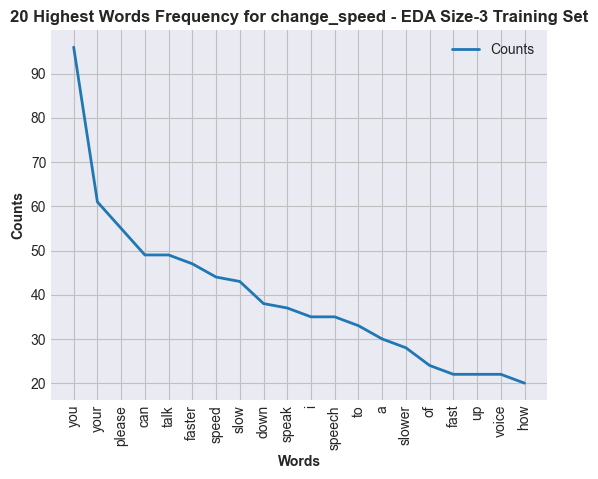 20 Highest Words Frequency for change_speed - EDA Size-3 Training Set
Counts
90
80
70
60
50
40
30
20
Counts
you
your
please
can
talk
faster
speed
slow
down
speak
i
speech
to
a
slower
of
fast
up
voice
how
Words